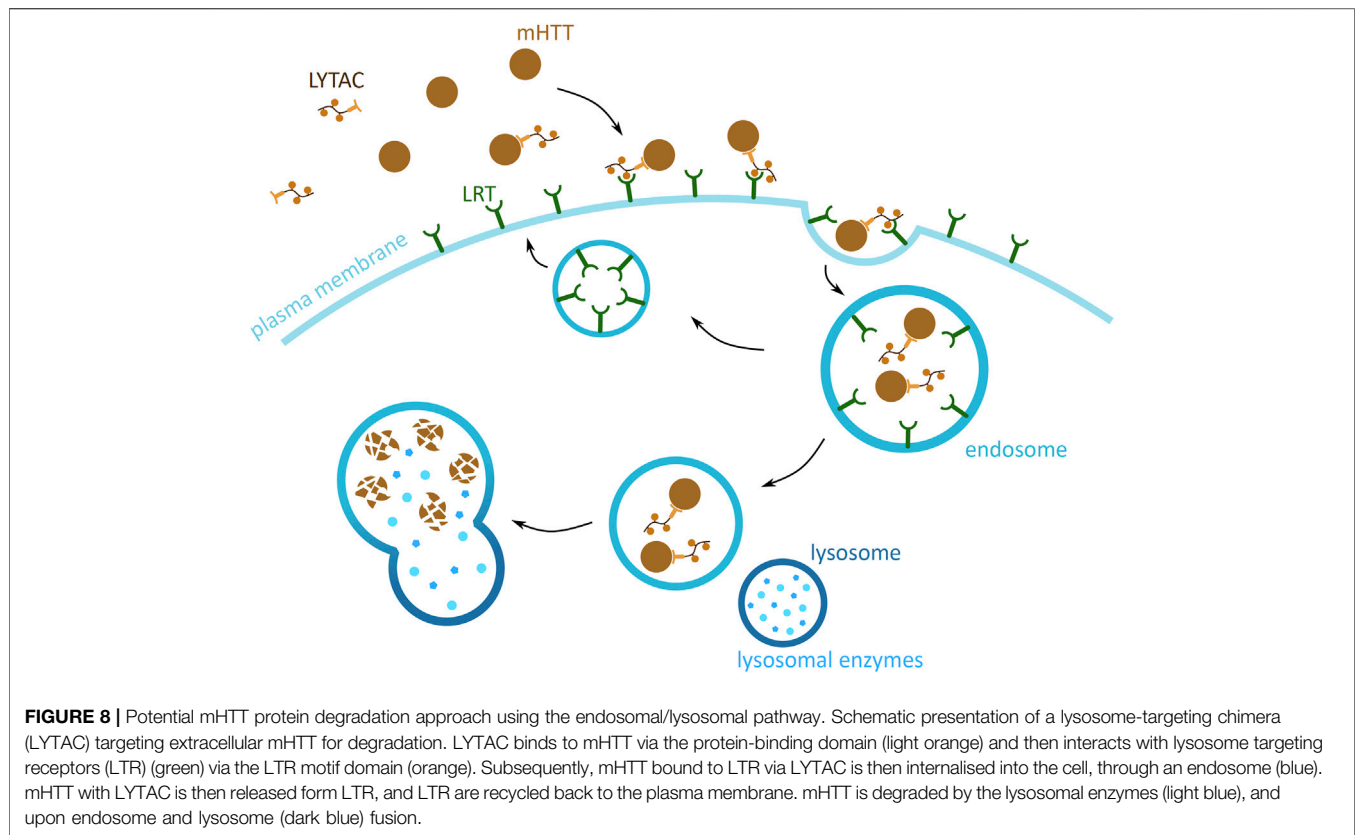 mHTT
LYTAC
LRT
plasma membrane
endosome
lysosome
lysosomal enzymes
FIGURE 8 | Potential mHTT protein degradation approach using the endosomal/lysosomal pathway. Schematic presentation of a lysosome-targeting chimera
(LYTAC) targeting extracellular mHTT for degradation. LYTAC binds to mHTT via the protein-binding domain (light orange) and then interacts with lysosome targeting
receptors (LTR) (green) via the LTR motif domain (orange). Subsequently, mHTT bound to LTR via LYTAC is then internalised into the cell, through an endosome (blue).
mHTT with LYTAC is then released form LTR, and LTR are recycled back to the plasma membrane. mHTT is degraded by the lysosomal enzymes (light blue), and
upon endosome and lysosome (dark blue) fusion.